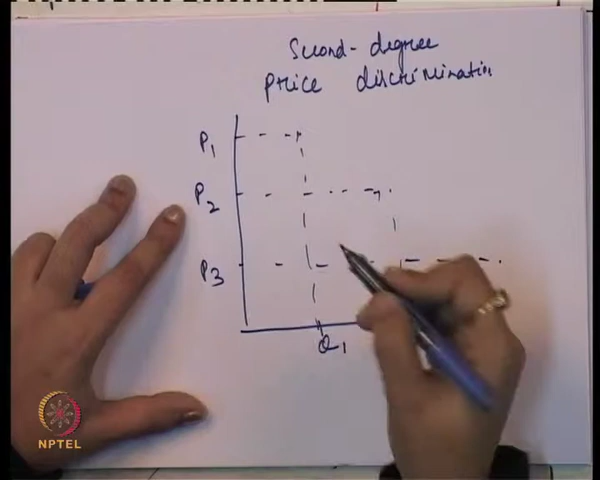 Second-degree
Price discrimination
P1
P2
P3
Q1
NPTEL